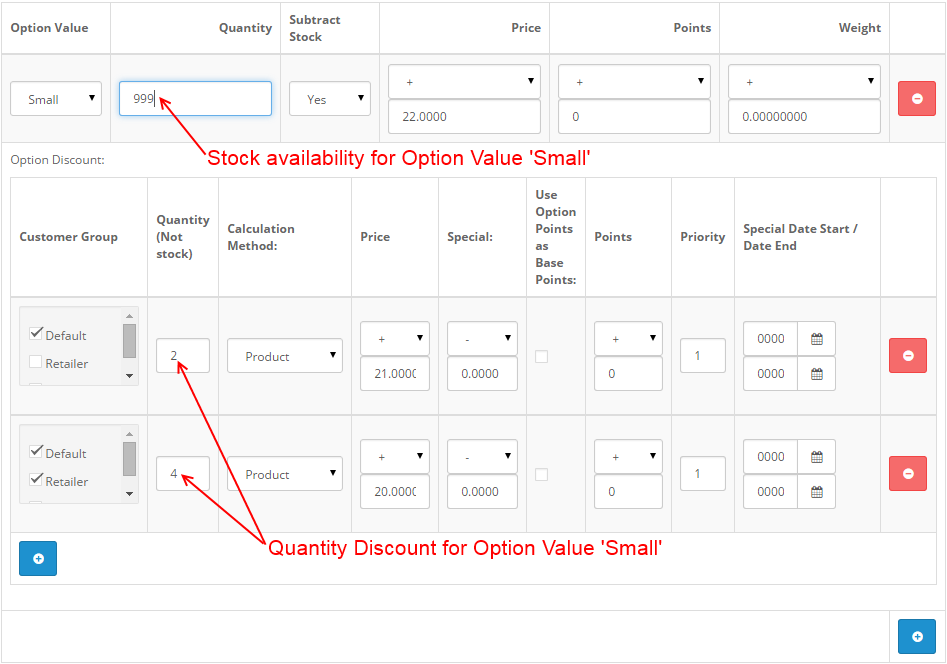 Option Value Quantity Subtract Stock Price Points Weight
Small 999 Yes + + +
22.0000 0 0.00000000
Stock availability for Option Value 'Small'
Option Discount:
Customer Group Quantity (Not stock) Calculation Method: Price Special: Use Option Points as Base Points: Points Priority Special Date Start / Date End
Default
Retailer
2 Product + - + 1 0000
21.0000 0.0000 0 0000
Default
Retailer
4 Product + - + 1 0000
20.0000 0.0000 0 0000
Quantity Discount for Option Value 'Small'